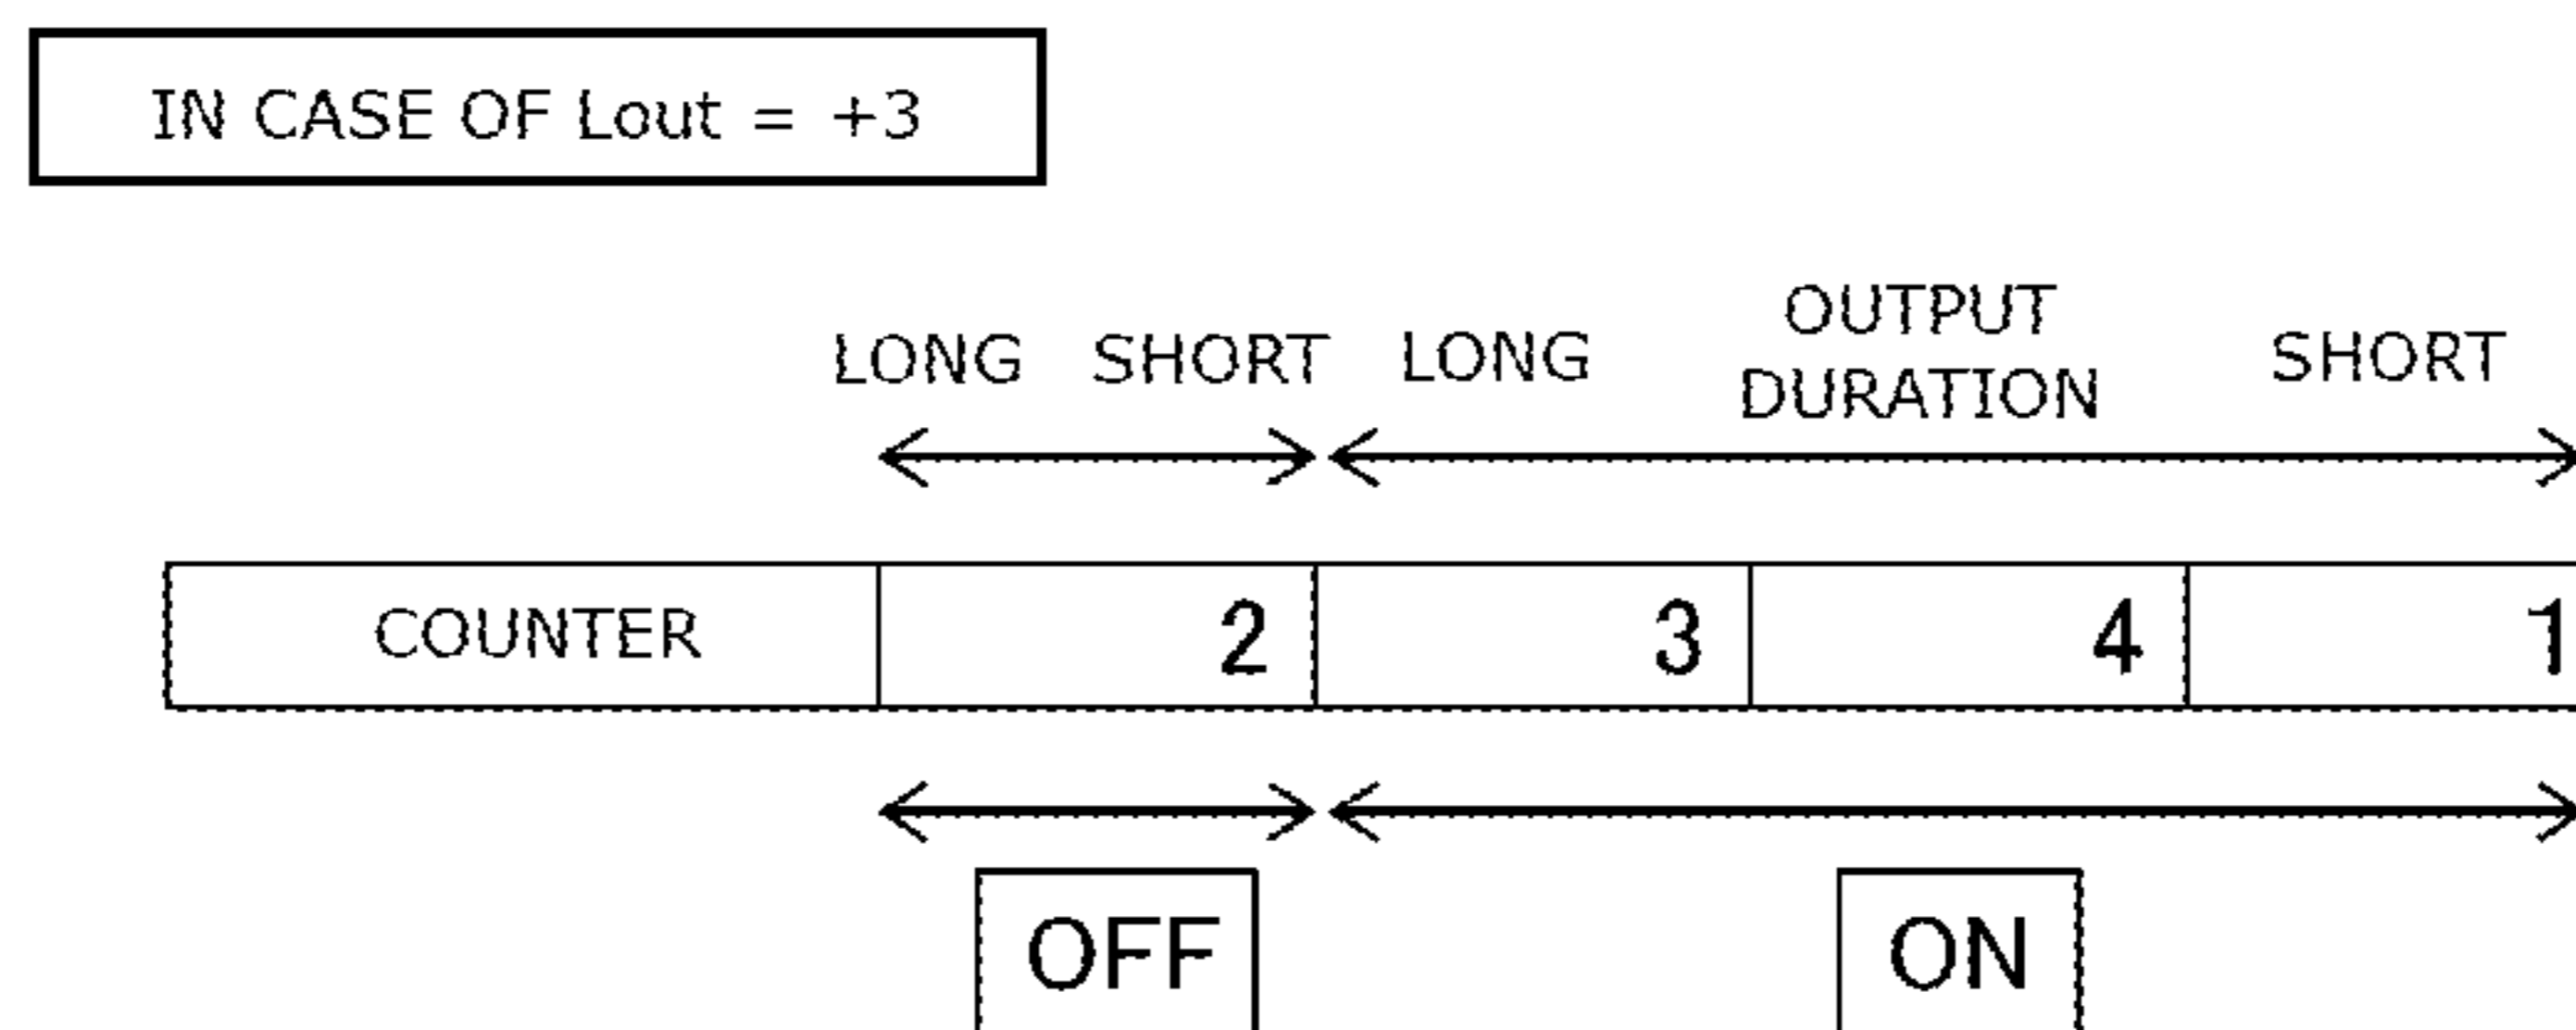 IN CASE OF Lout = +3
OUTPUT
LONG SHORT LONG DURATION SHORT
COUNTER 2 3 4 1
OFF ON